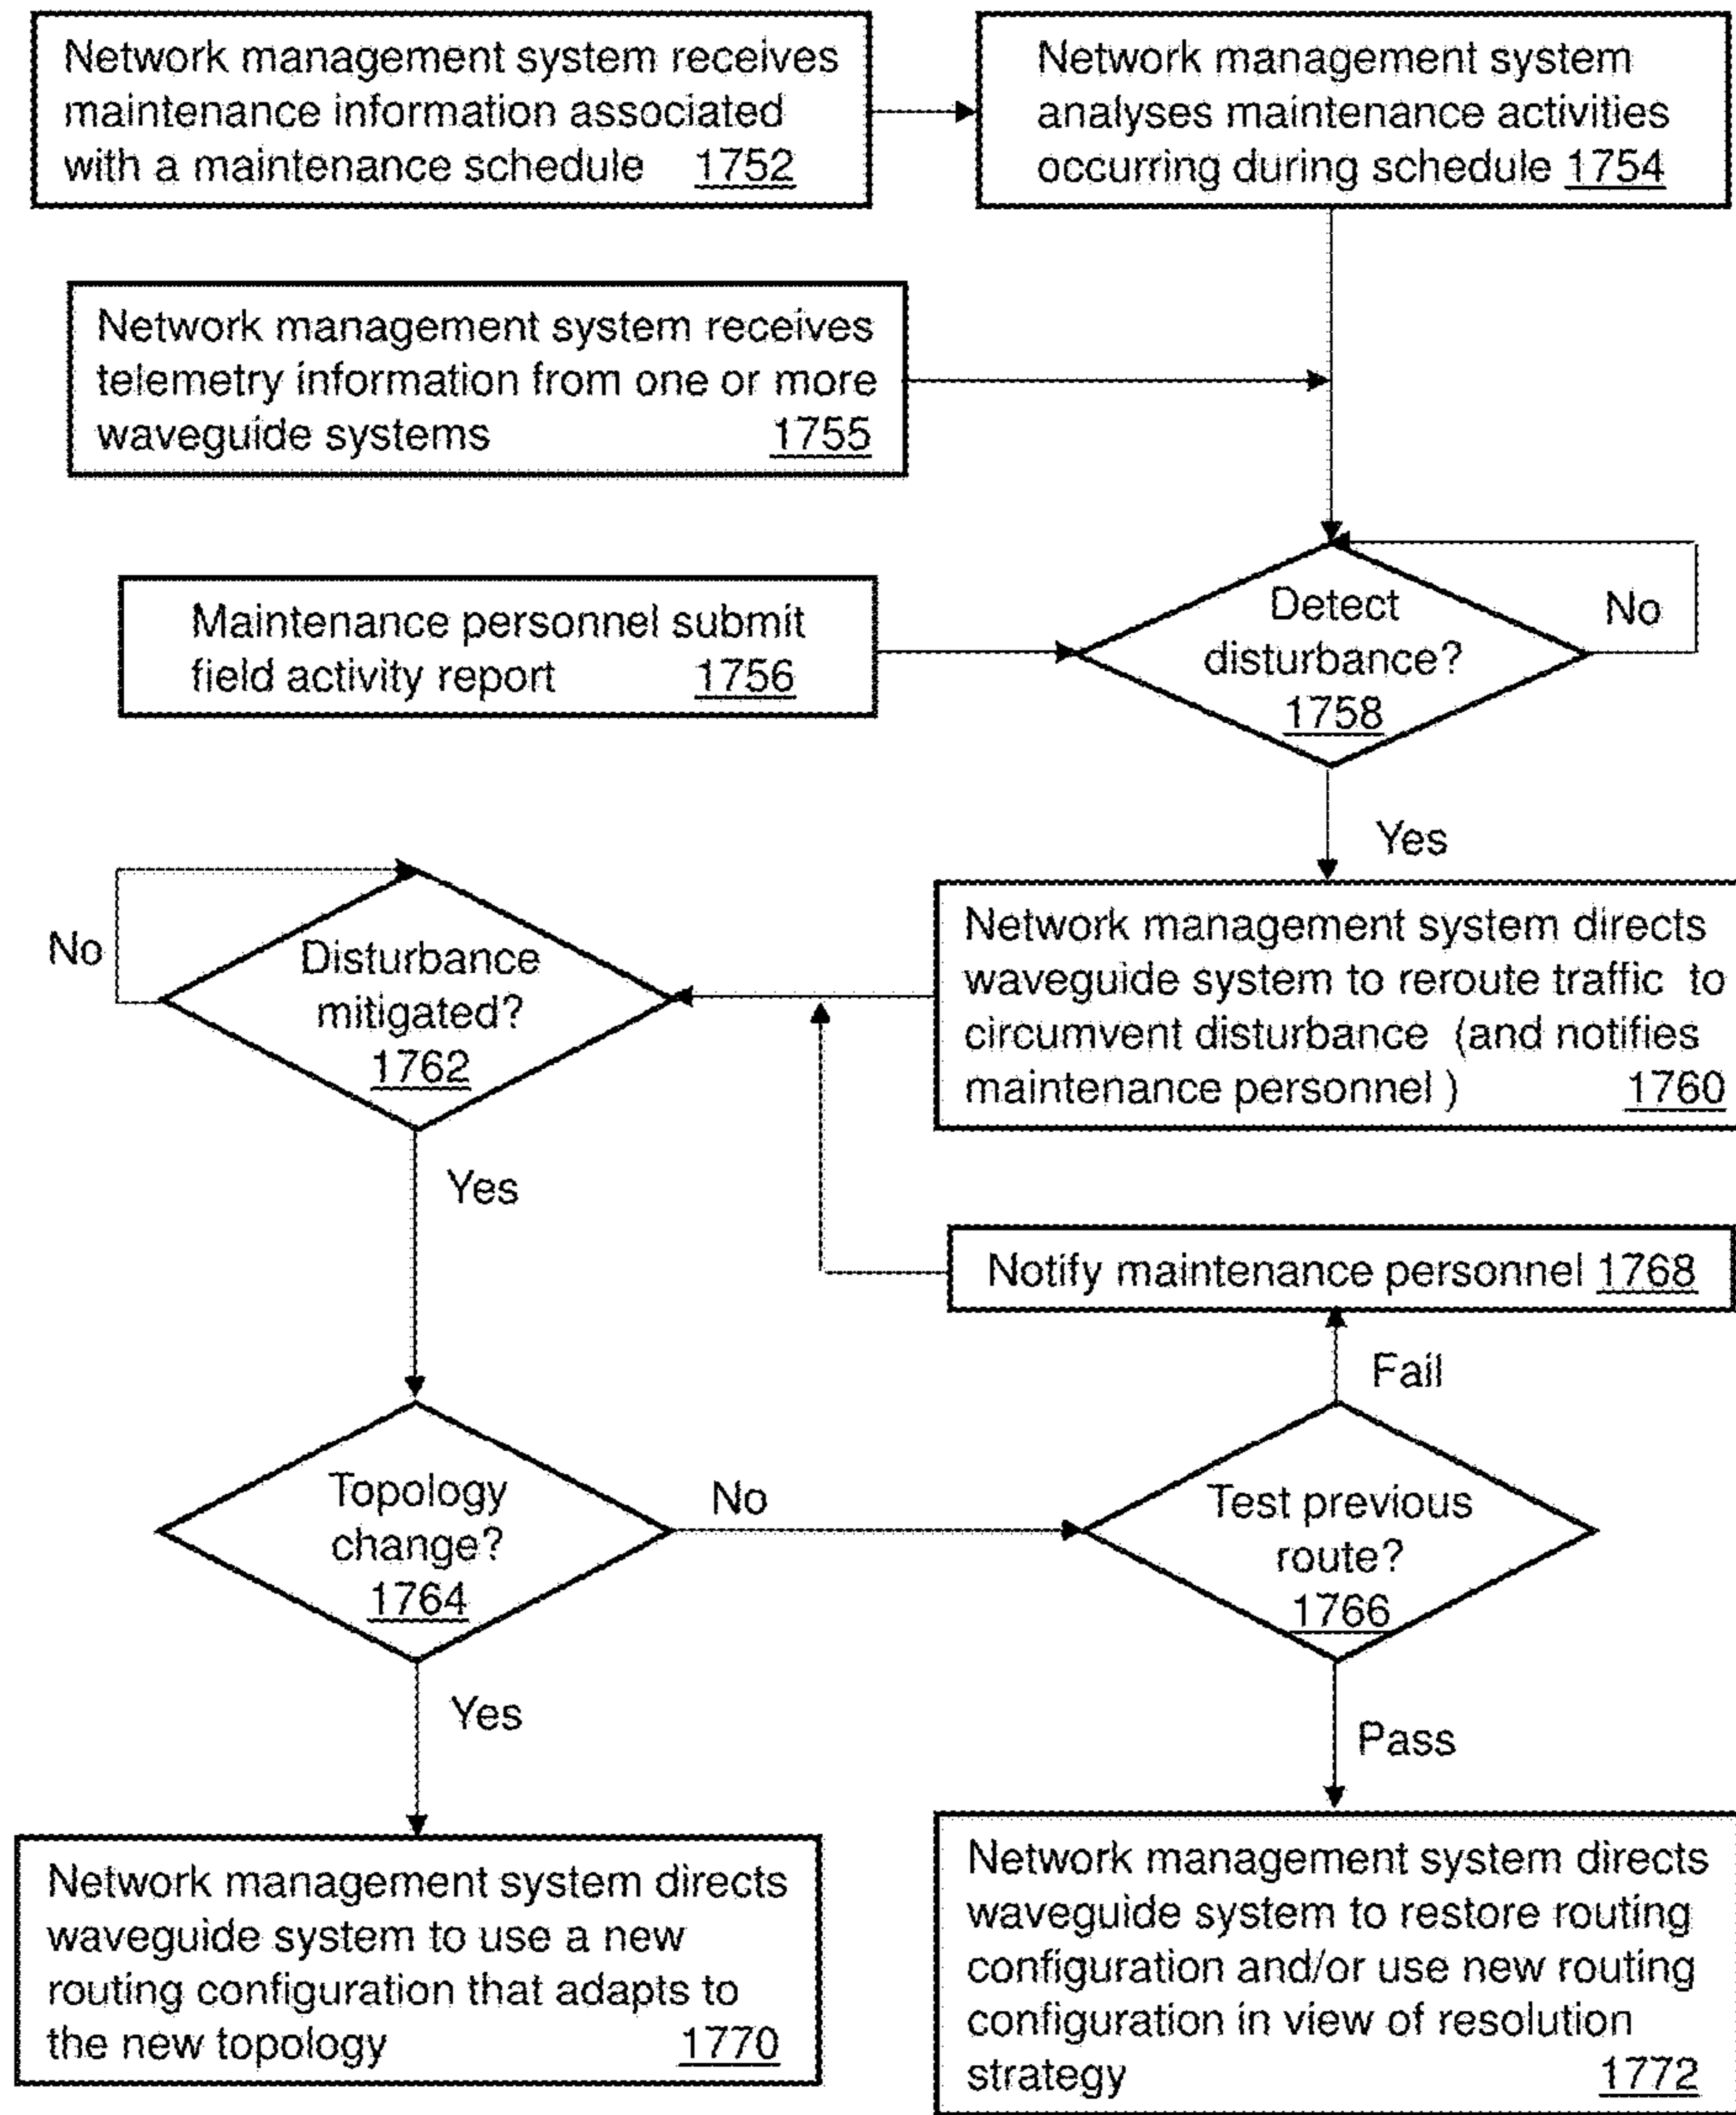 Network management system receives
maintenance information associated
with a maintenance schedule 1752
Network management system
analyses maintenance activities
occurring during schedule 1754
Network management system receives
telemetry information from one or more
waveguide systems 1755
Maintenance personnel submit
field activity report 1756
Detect
disturbance?
1758
No
Yes
Network management system directs
waveguide system to reroute traffic to
circumvent disturbance (and notifies
maintenance personnel ) 1760
No
Disturbance
mitigated?
1762
Yes
Notify maintenance personnel 1768
Fail
Topology
change?
1764
No
Test previous
route?
1766
Yes
Pass
Network management system directs
waveguide system to use a new
routing configuration that adapts to
the new topology 1770
Network management system directs
waveguide system to restore routing
configuration and/or use new routing
configuration in view of resolution
strategy 1772